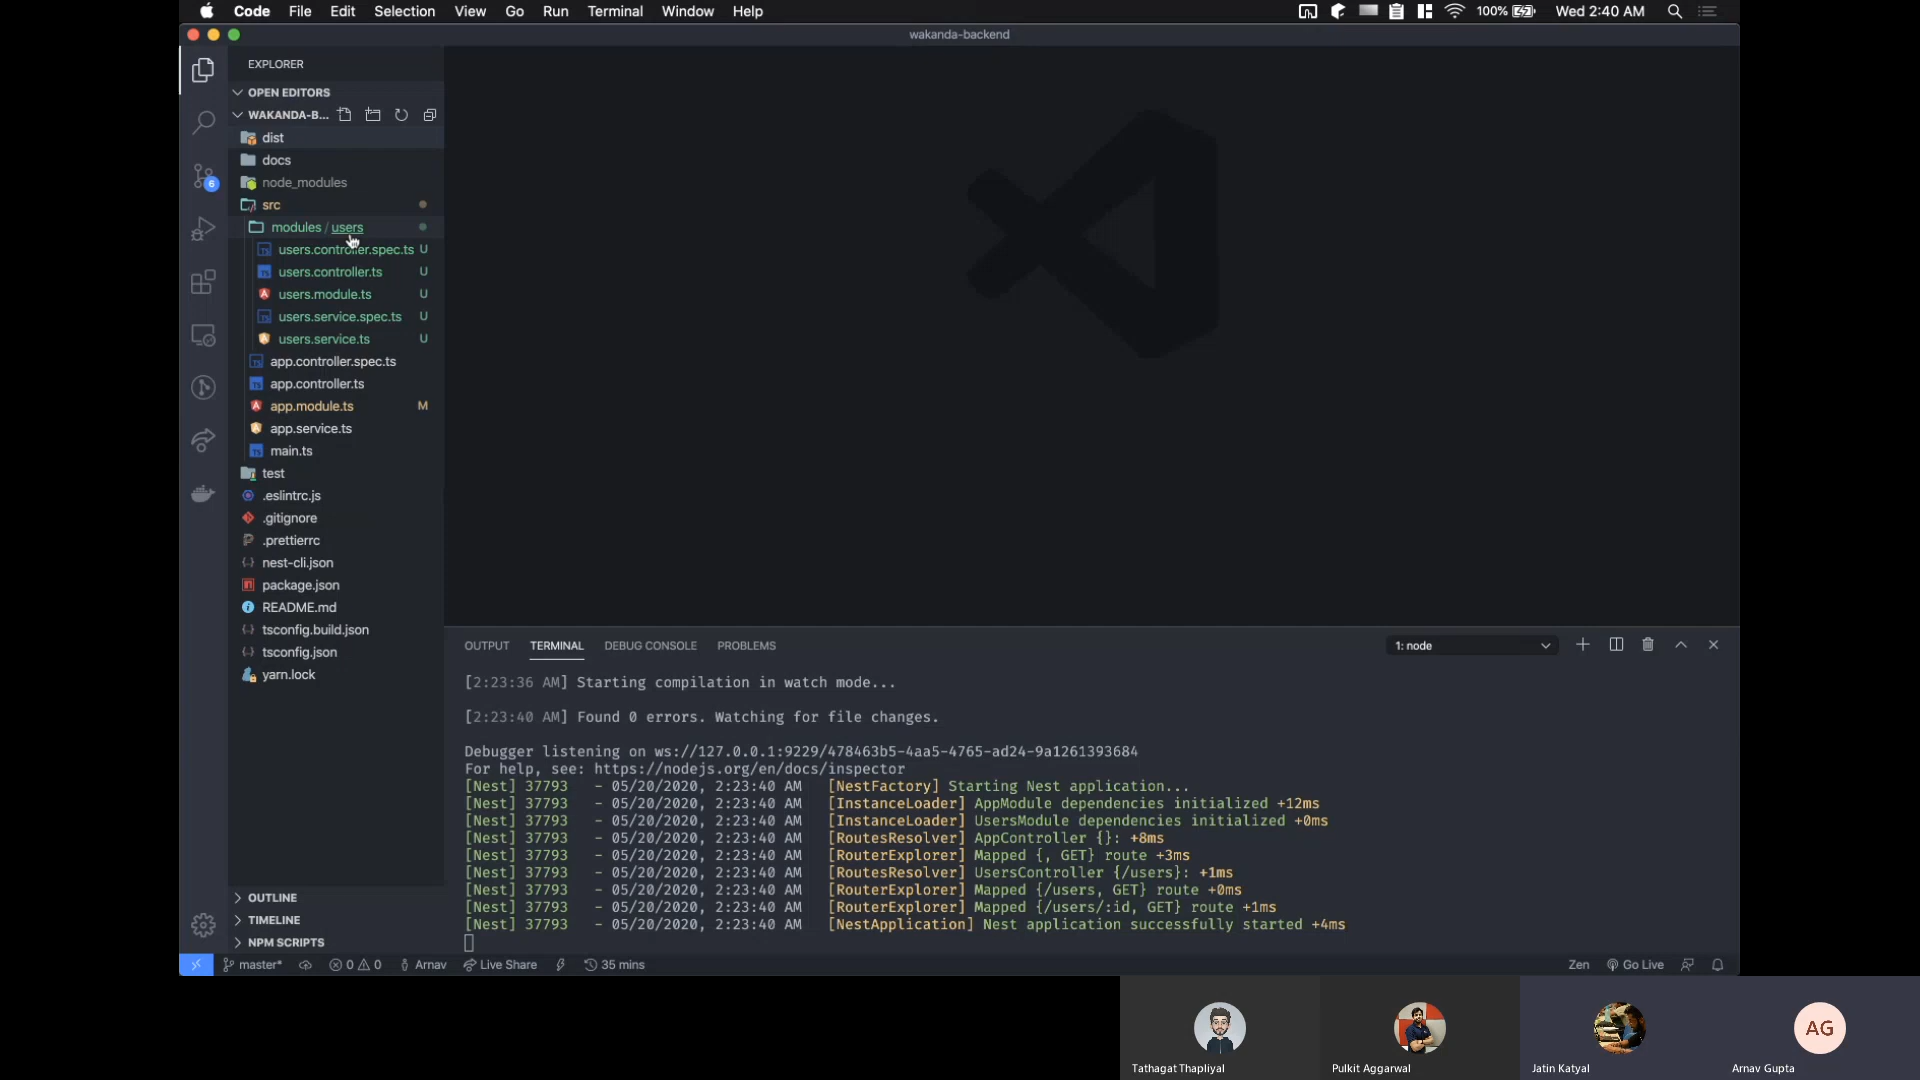 Code File Edit Selection View Go Run Terminal Window Help 100% Wed 2:40 AM
wakanda-backend
EXPLORER
OPEN EDITORS
WAKANDA-B...
dist
docs
node_modules
src
modules / users
users.controller.spec.ts U
users.controller.ts U
users.module.ts U
users.service.spec.ts U
users.service.ts U
app.controller.spec.ts
app.controller.ts
app.module.ts M
app.service.ts
main.ts
test
.eslintrc.js
.gitignore
.prettierrc
nest-cli.json
package.json
README.md
tsconfig.build.json
tsconfig.json
yarn.lock
OUTLINE
TIMELINE
NPM SCRIPTS
6
OUTPUT TERMINAL DEBUG CONSOLE PROBLEMS 1: node
[2:23:36 AM] Starting compilation in watch mode...
[2:23:40 AM] Found 0 errors. Watching for file changes.
Debugger listening on ws://127.0.0.1:9229/478463b5-4aa5-4765-ad24-9a1261393684
For help, see: https://nodejs.org/en/docs/inspector
[Nest] 37793 - 05/20/2020, 2:23:40 AM [NestFactory] Starting Nest application...
[Nest] 37793 - 05/20/2020, 2:23:40 AM [InstanceLoader] AppModule dependencies initialized +12ms
[Nest] 37793 - 05/20/2020, 2:23:40 AM [InstanceLoader] UsersModule dependencies initialized +0ms
[Nest] 37793 - 05/20/2020, 2:23:40 AM [RoutesResolver] AppController {}: +8ms
[Nest] 37793 - 05/20/2020, 2:23:40 AM [RouterExplorer] Mapped {, GET} route +3ms
[Nest] 37793 - 05/20/2020, 2:23:40 AM [RoutesResolver] UsersController {/users}: +1ms
[Nest] 37793 - 05/20/2020, 2:23:40 AM [RouterExplorer] Mapped {/users, GET} route +0ms
[Nest] 37793 - 05/20/2020, 2:23:40 AM [RouterExplorer] Mapped {/users/:id, GET} route +1ms
[Nest] 37793 - 05/20/2020, 2:23:40 AM [NestApplication] Nest application successfully started +4ms
master* 0 0 Arnav Live Share 35 mins Zen Go Live
AG
Tathagat Thapliyal Pulkit Aggarwal Jatin Katyal Arnav Gupta